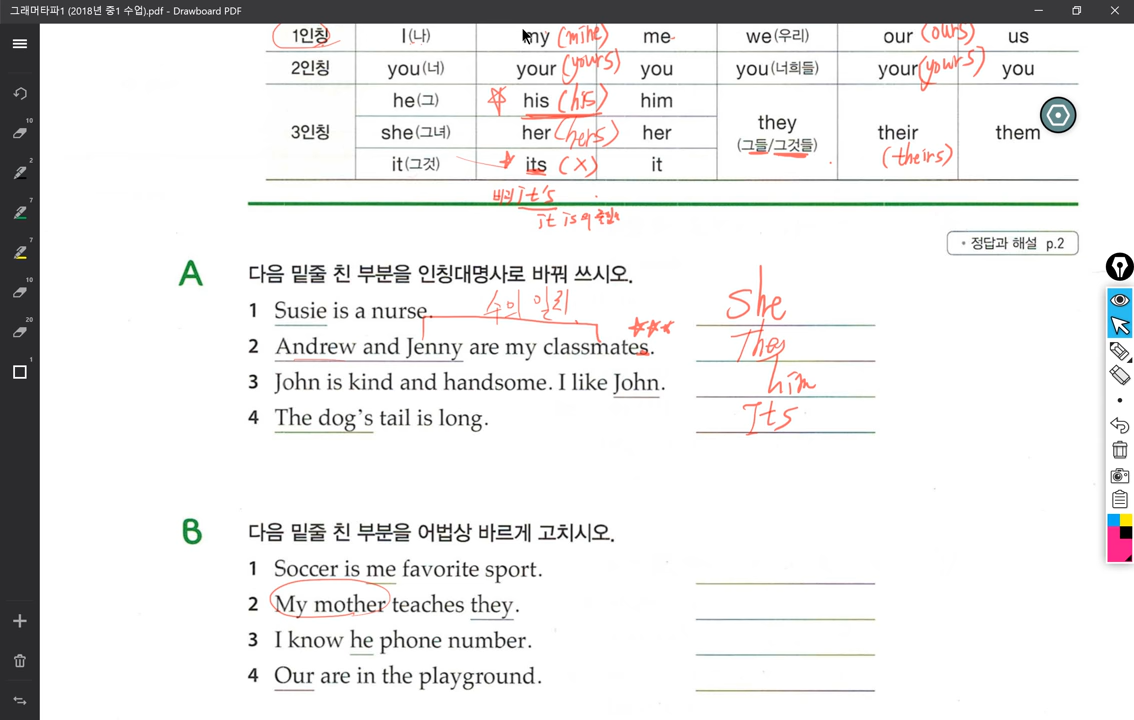 그래머타파1 (2018년 중1 수업).pdf - Drawboard PDF
1인칭 I (나) my (mine) me we (우리) our (ours) us
2인칭 you (너) your (yours) you you (너희들) your (yours) you
3인칭 he (그) his (his) him they (그들/그것들) their (theirs) them
she (그녀) her (hers) her
it (그것) its (X) it
비교 it's
it is의
• 정답과 해설 p.2
A 다음 밑줄 친 부분을 인칭대명사로 바꿔 쓰시오.
수의 일치
1 Susie is a nurse. She
2 Andrew and Jenny are my classmates. They
3 John is kind and handsome. I like John. him
4 The dog's tail is long. Its
B 다음 밑줄 친 부분을 어법상 바르게 고치시오.
1 Soccer is me favorite sport.
2 My mother teaches they.
3 I know he phone number.
4 Our are in the playground.
10
2
7
7
10
20
1